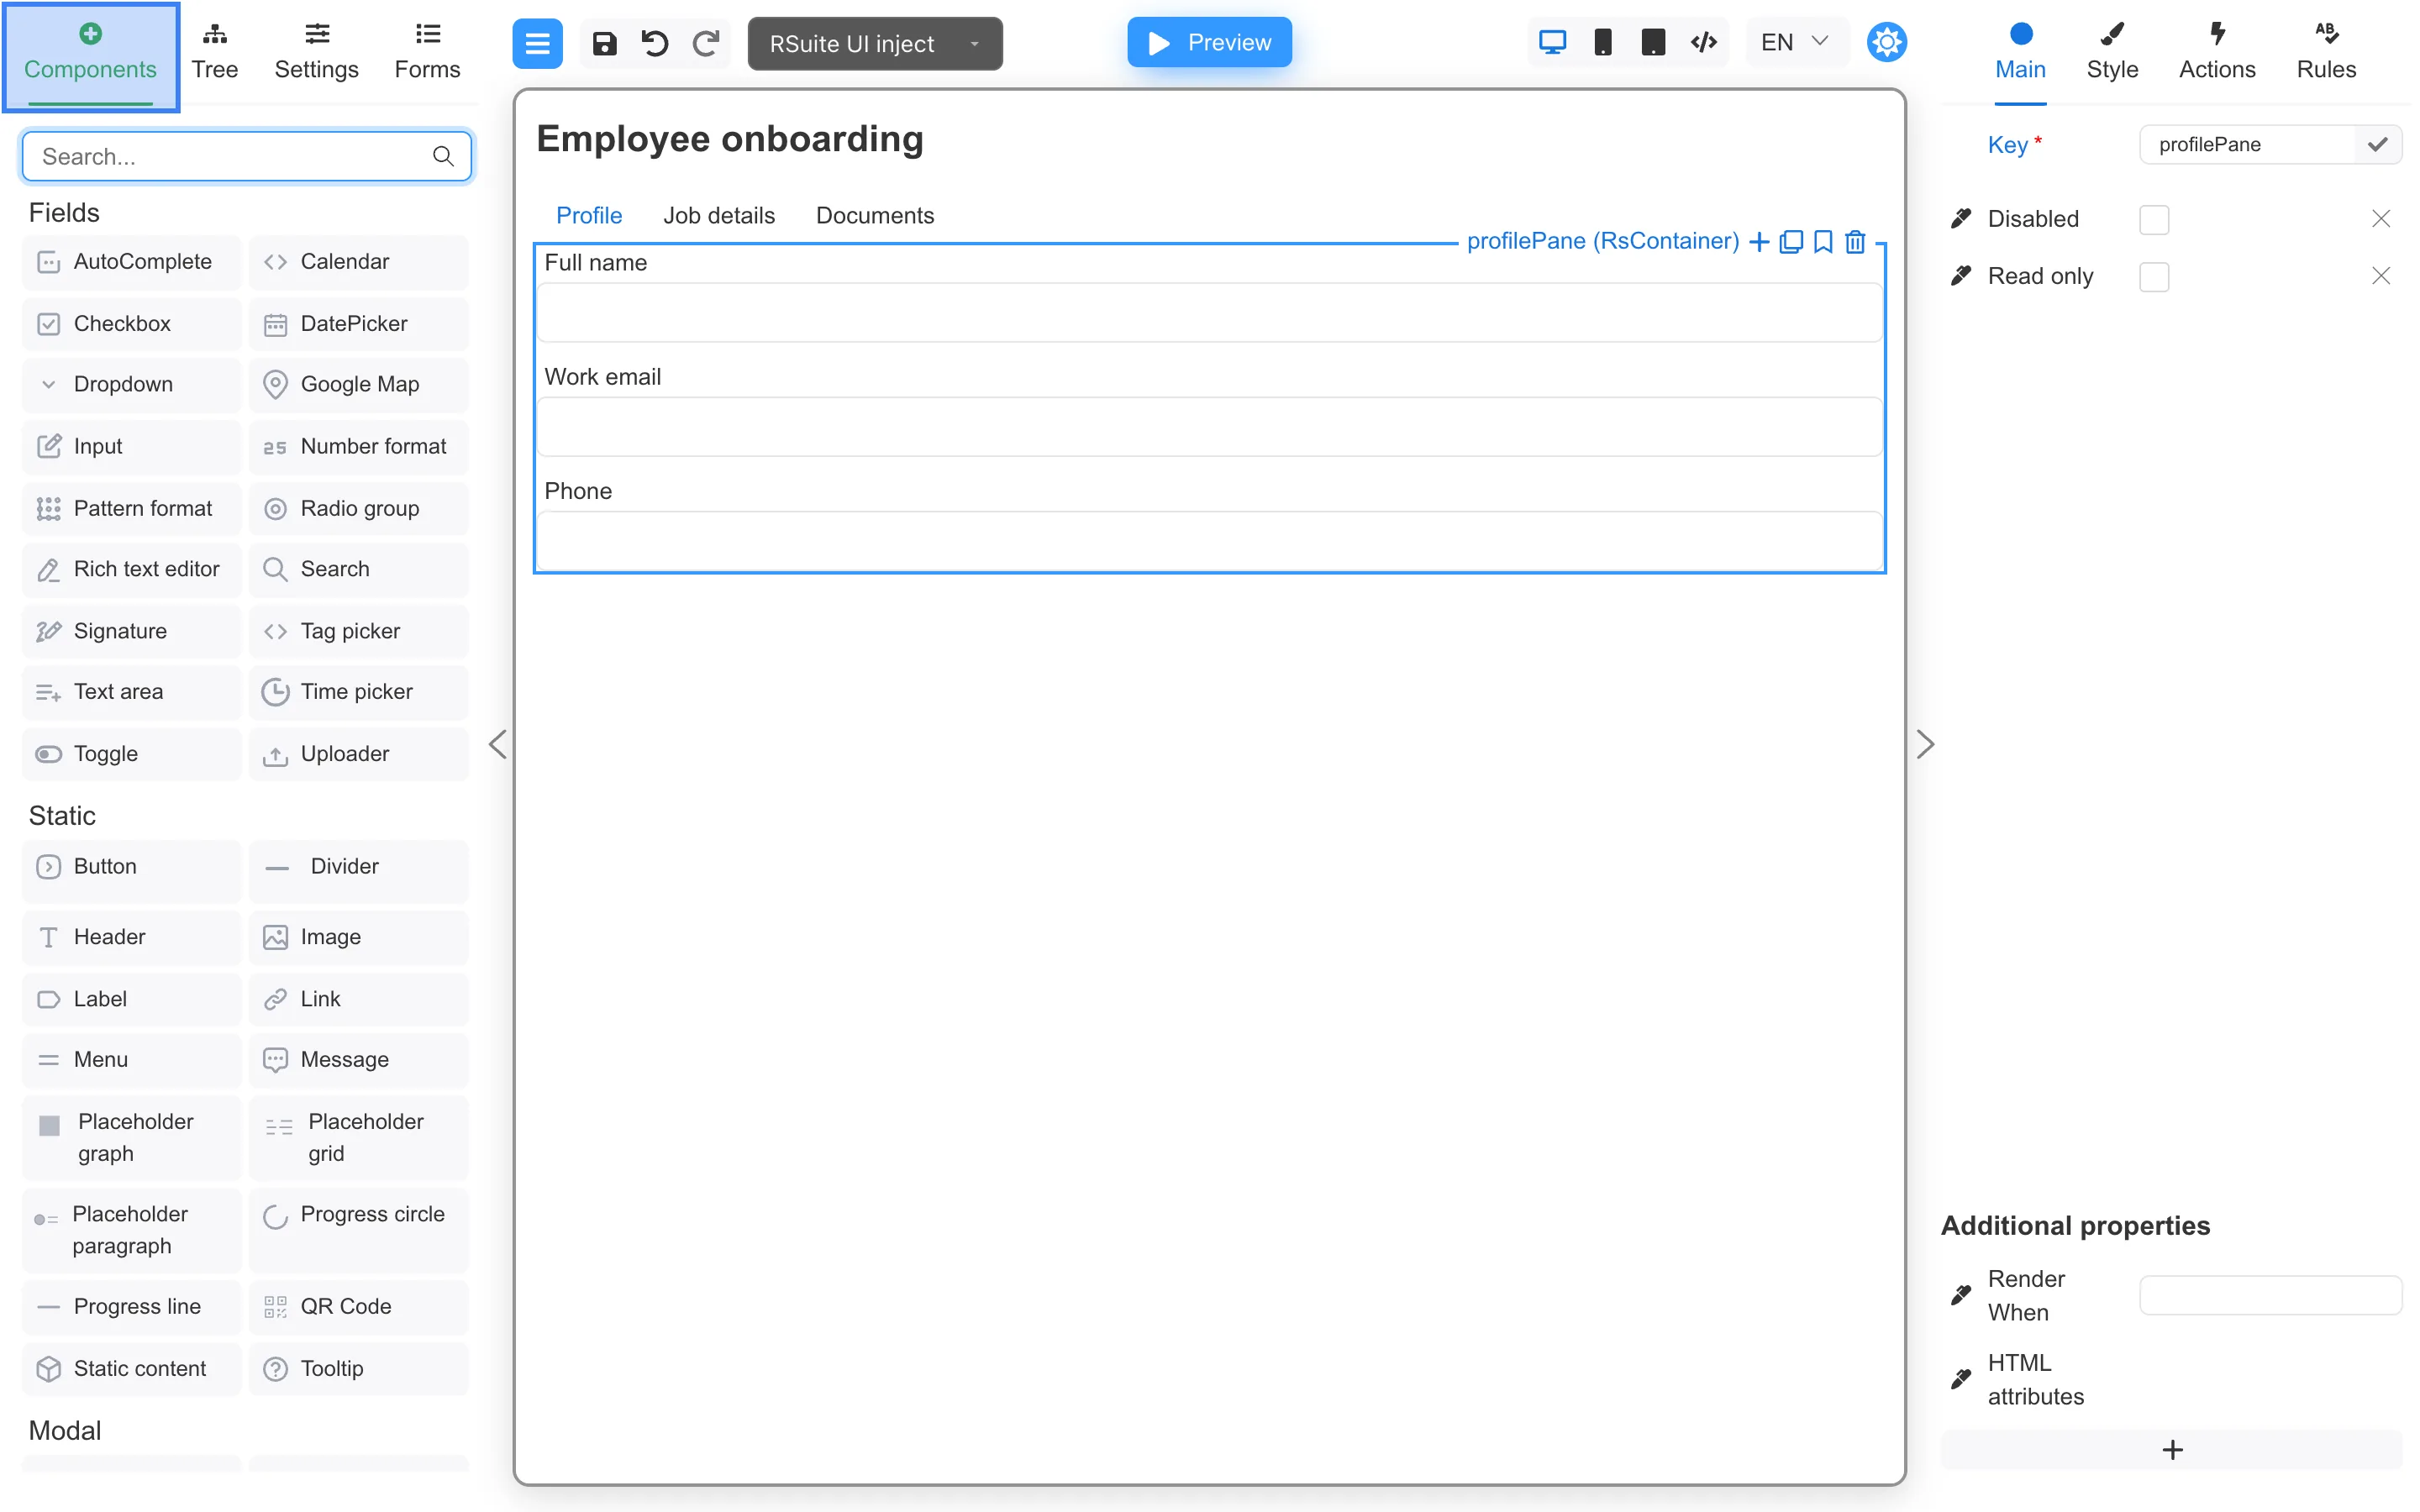 Components
Tree
Settings
Forms
RSuite UI inject
Preview
EN
Main
Style
Actions
Rules
Search...
Fields
AutoComplete
Calendar
Checkbox
DatePicker
Dropdown
Google Map
Input
25 Number format
Pattern format
Radio group
Rich text editor
Search
Signature
Tag picker
Text area
Time picker
Toggle
Uploader
Static
Button
Divider
Header
Image
Label
Link
Menu
Message
Placeholder
graph
Placeholder
grid
Placeholder
paragraph
Progress circle
Progress line
QR Code
Static content
Tooltip
Modal
Employee onboarding
Profile
Job details
Documents
profilePane (RsContainer)
Full name
Work email
Phone
Key *
profilePane
Disabled
Read only
Additional properties
Render
When
HTML
attributes